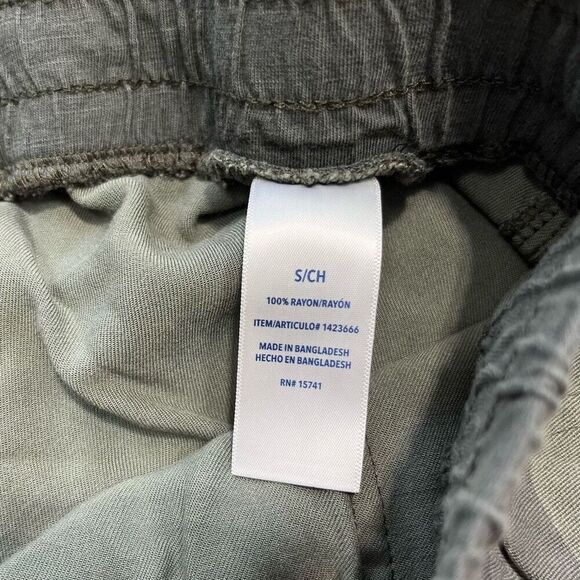 S/CH
100% RAYON/RAYÓN
ITEM/ARTICULO# 1423666
MADE IN BANGLADESH
HECHO EN BANGLADESH
RN# 15741